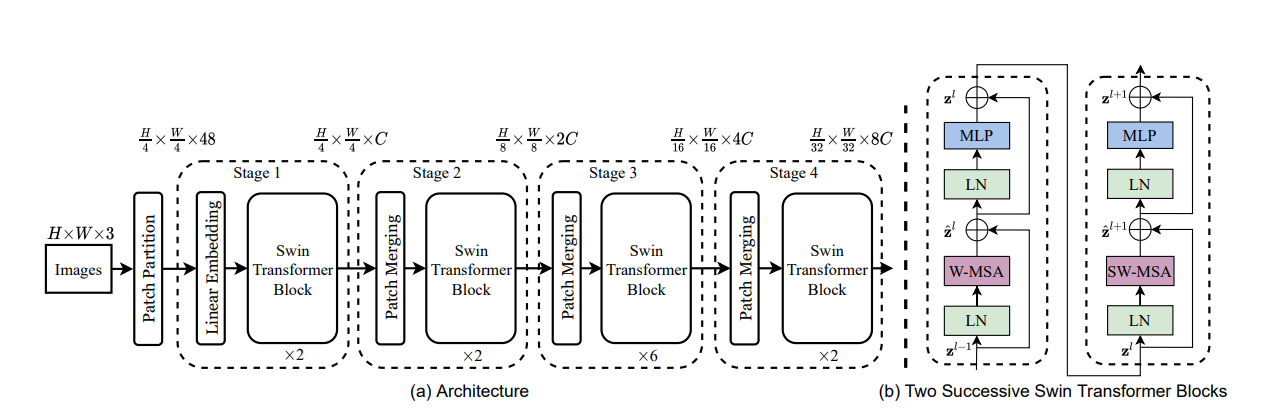 H/4 × W/4 × 48
H/4 × W/4 × C
H/8 × W/8 × 2C
H/16 × W/16 × 4C
H/32 × W/32 × 8C
H×W×3
Images
Patch Partition
Stage 1
Linear Embedding
Swin
Transformer
Block
×2
Stage 2
Patch Merging
Swin
Transformer
Block
×2
Stage 3
Patch Merging
Swin
Transformer
Block
×6
Stage 4
Patch Merging
Swin
Transformer
Block
×2
(a) Architecture
z^l
MLP
LN
ẑ^l
W-MSA
LN
z^{l-1}
z^{l+1}
MLP
LN
ẑ^{l+1}
SW-MSA
LN
z^l
(b) Two Successive Swin Transformer Blocks